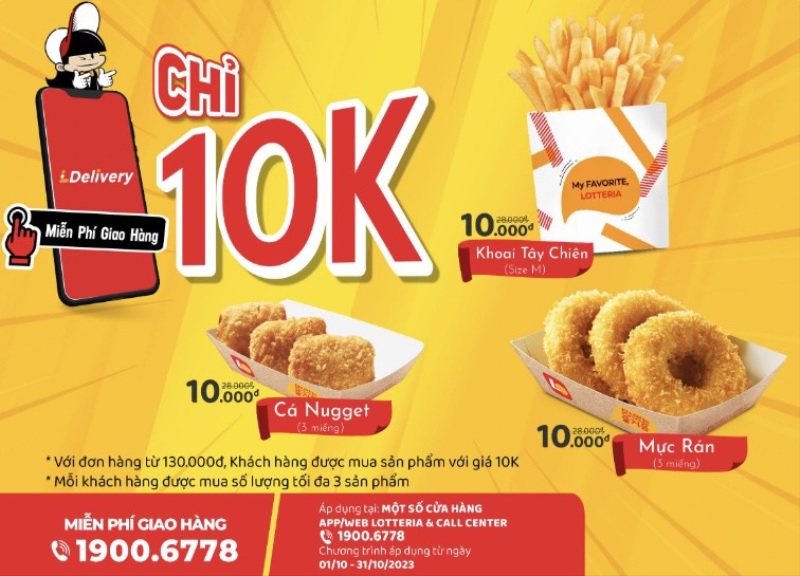 CHỈ
10K
L Delivery
Miễn Phí Giao Hàng
My FAVORITE,
LOTTERIA
28.000đ
10.000đ
Khoai Tây Chiên
(Size M)
28.000đ
10.000đ
Cá Nugget
(3 miếng)
28.000đ
10.000đ
Mực Rán
(3 miếng)
* Với đơn hàng từ 130.000đ, Khách hàng được mua sản phẩm với giá 10K
* Mỗi khách hàng được mua số lượng tối đa 3 sản phẩm
MIỄN PHÍ GIAO HÀNG
1900.6778
Áp dụng tại: MỘT SỐ CỬA HÀNG
APP/WEB LOTTERIA & CALL CENTER
1900.6778
Chương trình áp dụng từ ngày
01/10 - 31/10/2023